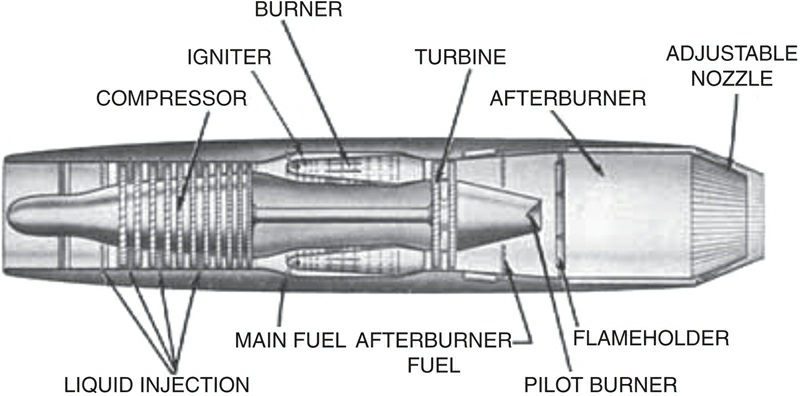 BURNER
IGNITER
TURBINE
ADJUSTABLE
NOZZLE
COMPRESSOR
AFTERBURNER
MAIN FUEL
AFTERBURNER
FUEL
FLAMEHOLDER
LIQUID INJECTION
PILOT BURNER